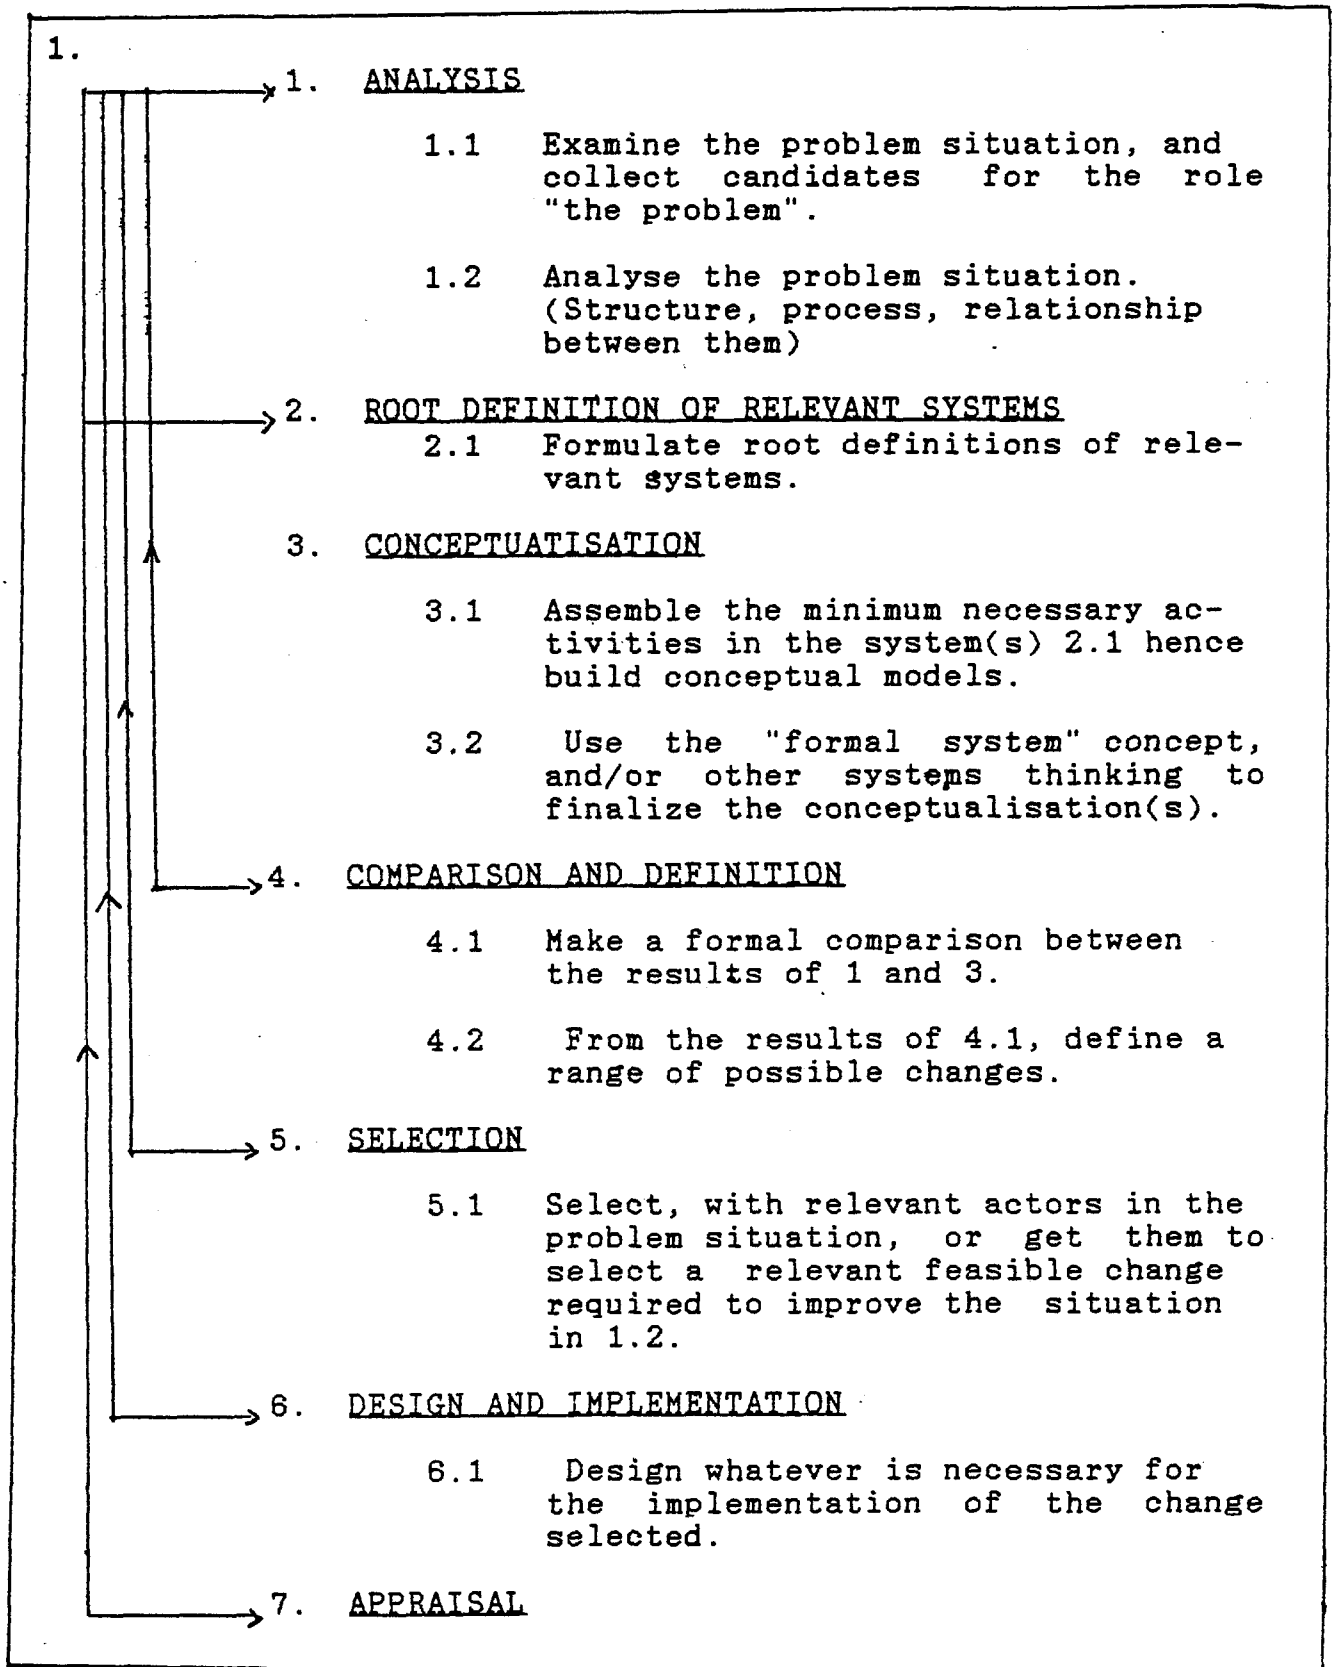 1.
1. ANALYSIS
1.1 Examine the problem situation, and
collect candidates for the role
"the problem".
1.2 Analyse the problem situation.
(Structure, process, relationship
between them)
2. ROOT DEFINITION OF RELEVANT SYSTEMS
2.1 Formulate root definitions of rele-
vant systems.
3. CONCEPTUATISATION
3.1 Assemble the minimum necessary ac-
tivities in the system(s) 2.1 hence
build conceptual models.
3.2 Use the "formal system" concept,
and/or other systems thinking to
finalize the conceptualisation(s).
4. COMPARISON AND DEFINITION
4.1 Make a formal comparison between
the results of 1 and 3.
4.2 From the results of 4.1, define a
range of possible changes.
5. SELECTION
5.1 Select, with relevant actors in the
problem situation, or get them to
select a relevant feasible change
required to improve the situation
in 1.2.
6. DESIGN AND IMPLEMENTATION
6.1 Design whatever is necessary for
the implementation of the change
selected.
7. APPRAISAL